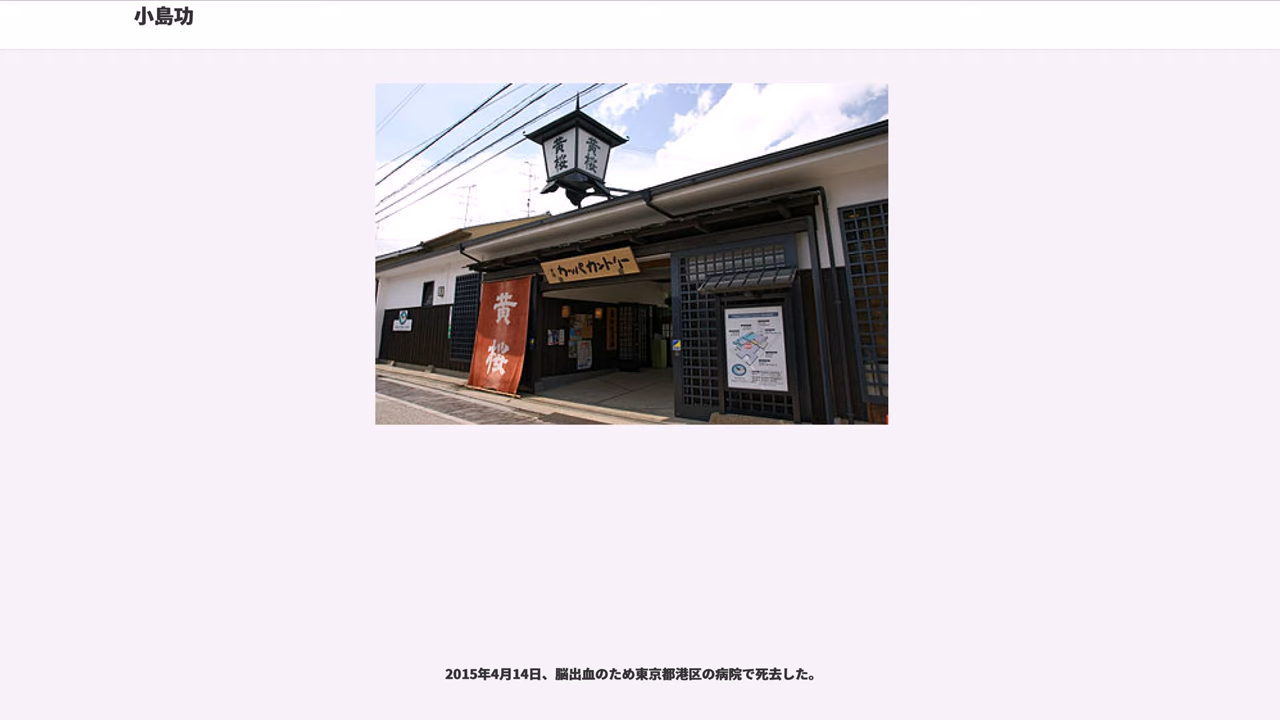 小島功
黄桜
黄桜
カッパカントリー
黄桜
2015年4月14日、脳出血のため東京都港区の病院で死去した。